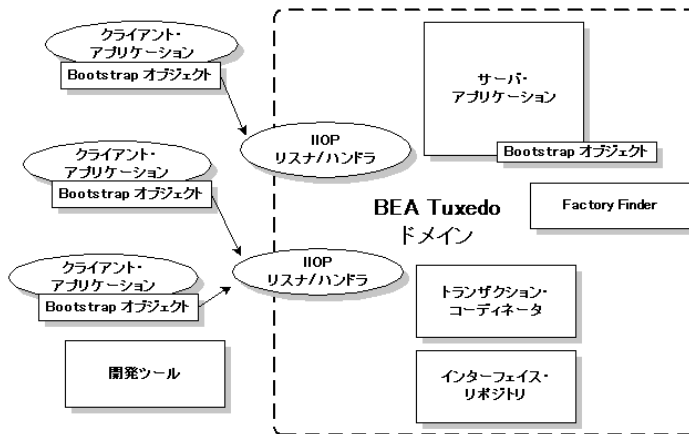 クライアント・
アプリケーション
Bootstrap オブジェクト
サーバ・
アプリケーション
Bootstrap オブジェクト
IIOP
リスナ/ハンドラ
クライアント・
アプリケーション
Bootstrap オブジェクト
BEA Tuxedo
ドメイン
Factory Finder
IIOP
リスナ/ハンドラ
クライアント・
アプリケーション
Bootstrap オブジェクト
トランザクション・
コーディネータ
開発ツール
インターフェイス・
リポジトリ